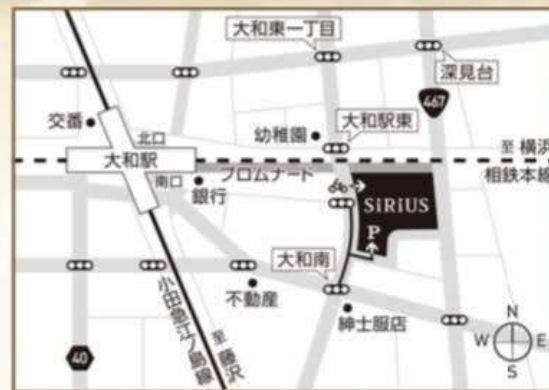 大和東一丁目
深見台
467
交番
北口
幼稚園
大和駅東
至 横浜
大和駅
プロムナード
相鉄本線
南口
銀行
SiRiUS
P
大和南
不動産
小田急江ノ島線
至 藤沢
紳士服店
40
N
W
E
S